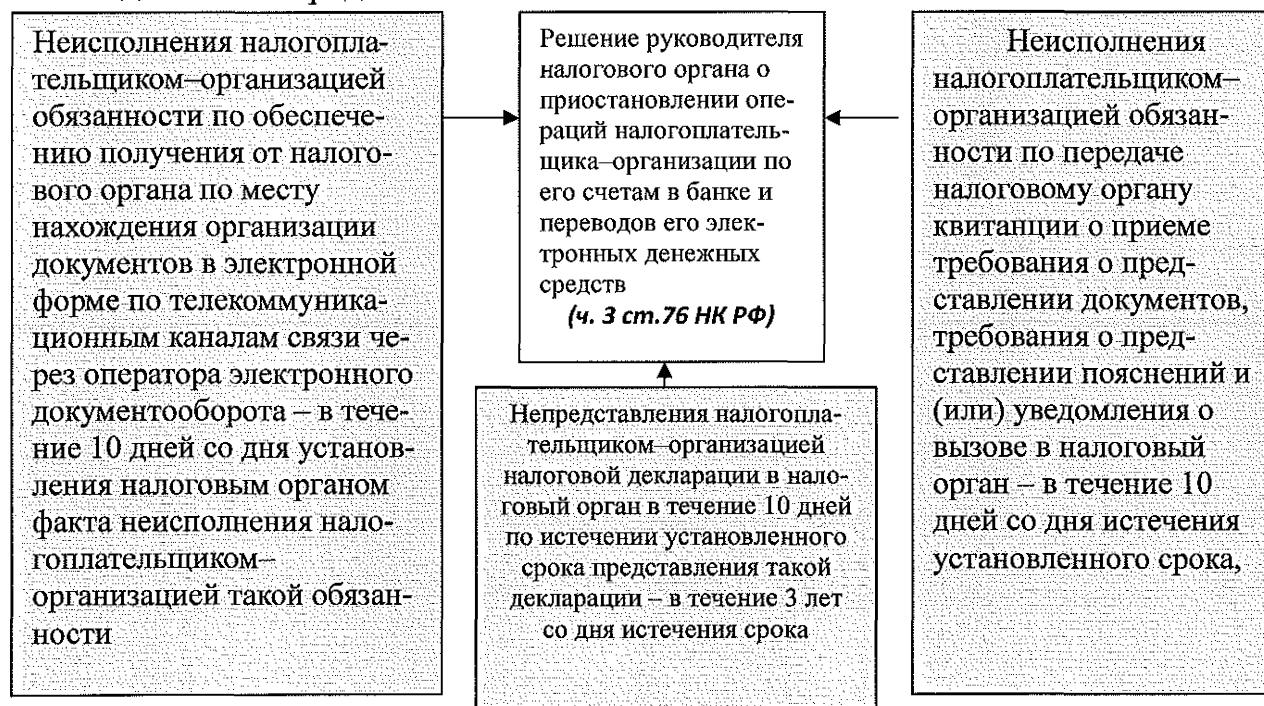 Неисполнения налогопла-
тельщиком–организацией
обязанности по обеспече-
нию получения от налого-
вого органа по месту
нахождения организации
документов в электронной
форме по телекоммуника-
ционным каналам связи че-
рез оператора электронного
документооборота – в тече-
ние 10 дней со дня установ-
ления налоговым органом
факта неисполнения нало-
гоплательщиком–
организацией такой обязан-
ности
Решение руководителя
налогового органа о
приостановлении опе-
раций налогоплатель-
щика–организации по
его счетам в банке и
переводов его элек-
тронных денежных
средств
(ч. 3 ст.76 НК РФ)
Непредставления налогопла-
тельщиком–организацией
налоговой декларации в нало-
говый орган в течение 10 дней
по истечении установленного
срока представления такой
декларации – в течение 3 лет
со дня истечения срока
Неисполнения
налогоплательщиком–
организацией обязан-
ности по передаче
налоговому органу
квитанции о приеме
требования о пред-
ставлении документов,
требования о пред-
ставлении пояснений и
(или) уведомления о
вызове в налоговый
орган – в течение 10
дней со дня истечения
установленного срока,